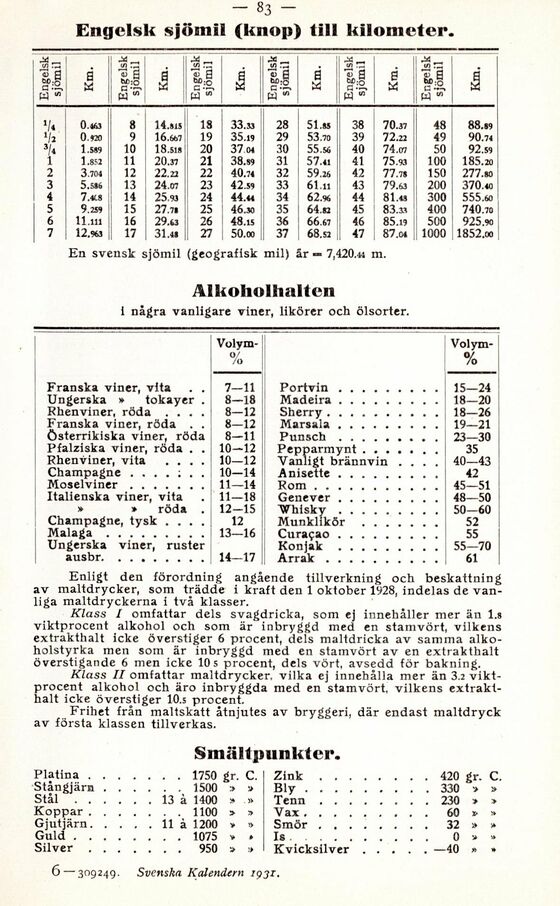 — 83 —
Engelsk sjömil (knop) till kilometer.
Engelsk sjömil Km. Engelsk sjömil Km. Engelsk sjömil Km. Engelsk sjömil Km. Engelsk sjömil Km. Engelsk sjömil Km.
1/4 0.463 8 14.815 18 33.33 28 51.85 38 70.37 48 88.89
1/2 0.920 9 16.667 19 35.19 29 53.70 39 72.22 49 90.74
3/4 1.589 10 18.518 20 37.04 30 55.56 40 74.07 50 92.59
1 1.852 11 20.37 21 38.89 31 57.41 41 75.93 100 185.20
2 3.704 12 22.22 22 40.74 32 59.26 42 77.78 150 277.80
3 5.586 13 24.07 23 42.59 33 61.11 43 79.63 200 370.40
4 7.408 14 25.93 24 44.44 34 62.96 44 81.48 300 555.60
5 9.259 15 27.78 25 46.30 35 64.82 45 83.33 400 740.70
6 11.111 16 29.63 26 48.15 36 66.67 46 85.19 500 925.90
7 12.963 17 31.48 27 50.00 37 68.52 47 87.04 1000 1852.00
En svensk sjömil (geografisk mil) är = 7,420.44 m.
Alkoholhalten
i några vanligare viner, likörer och ölsorter.
Volym-% Volym-%
Franska viner, vita . . 7—11 Portvin . . . . . . . . . 15—24
Ungerska » tokayer . 8—18 Madeira . . . . . . . . . 18—20
Rhenviner, röda . . . . 8—12 Sherry . . . . . . . . . 18—26
Franska viner, röda . . 8—12 Marsala . . . . . . . . . 19—21
Österrikiska viner, röda 8—11 Punsch . . . . . . . . . 23—30
Pfalziska viner, röda . . 10—12 Pepparmynt . . . . . . . 35
Rhenviner, vita . . . . 10—12 Vanligt brännvin . . . 40—43
Champagne . . . . . . 10—14 Anisette . . . . . . . . . 42
Moselviner . . . . . . 11—14 Rom . . . . . . . . . . 45—51
Italienska viner, vita . 11—18 Genever . . . . . . . . . 48—50
» » röda . 12—15 Whisky . . . . . . . . . 50—60
Champagne, tysk . . . . 12 Munklikör . . . . . . . 52
Malaga . . . . . . . . 13—16 Curaçao . . . . . . . . 55
Ungerska viner, ruster Konjak . . . . . . . . . 55—70
ausbr. . . . . . . . . 14—17 Arrak . . . . . . . . . 61
Enligt den förordning angående tillverkning och beskattning
av maltdrycker, som trädde i kraft den 1 oktober 1928, indelas de van-
liga maltdryckerna i två klasser.
Klass I omfattar dels svagdricka, som ej innehåller mer än 1.8
viktprocent alkohol och som är inbryggd med en stamvört, vilkens
extrakthalt icke överstiger 6 procent, dels maltdricka av samma alko-
holstyrka men som är inbryggd med en stamvört av en extrakthalt
överstigande 6 men icke 10 s procent, dels vört, avsedd för bakning.
Klass II omfattar maltdrycker, vilka ej innehålla mer än 3.2 vikt-
procent alkohol och äro inbryggda med en stamvört, vilkens extrakt-
halt icke överstiger 10.5 procent.
Frihet från maltskatt åtnjutes av bryggeri, där endast maltdryck
av första klassen tillverkas.
Smältpunkter.
Platina . . . . . . . 1750 gr. C. Zink . . . . . . . . 420 gr. C.
Stångjärn . . . . . . 1500 » » Bly . . . . . . . . . 330 » »
Stål . . . . . . 13 à 1400 » » Tenn . . . . . . . . 230 » »
Koppar . . . . . . . 1100 » » Vax . . . . . . . . . 60 » »
Gjutjärn . . . . 11 à 1200 » » Smör . . . . . . . . 32 » »
Guld . . . . . . . . 1075 » » Is . . . . . . . . . . 0 » »
Silver . . . . . . . 950 » » Kvicksilver . . . . . —40 » »
6 — 309249. Svenska Kalendern 1931.